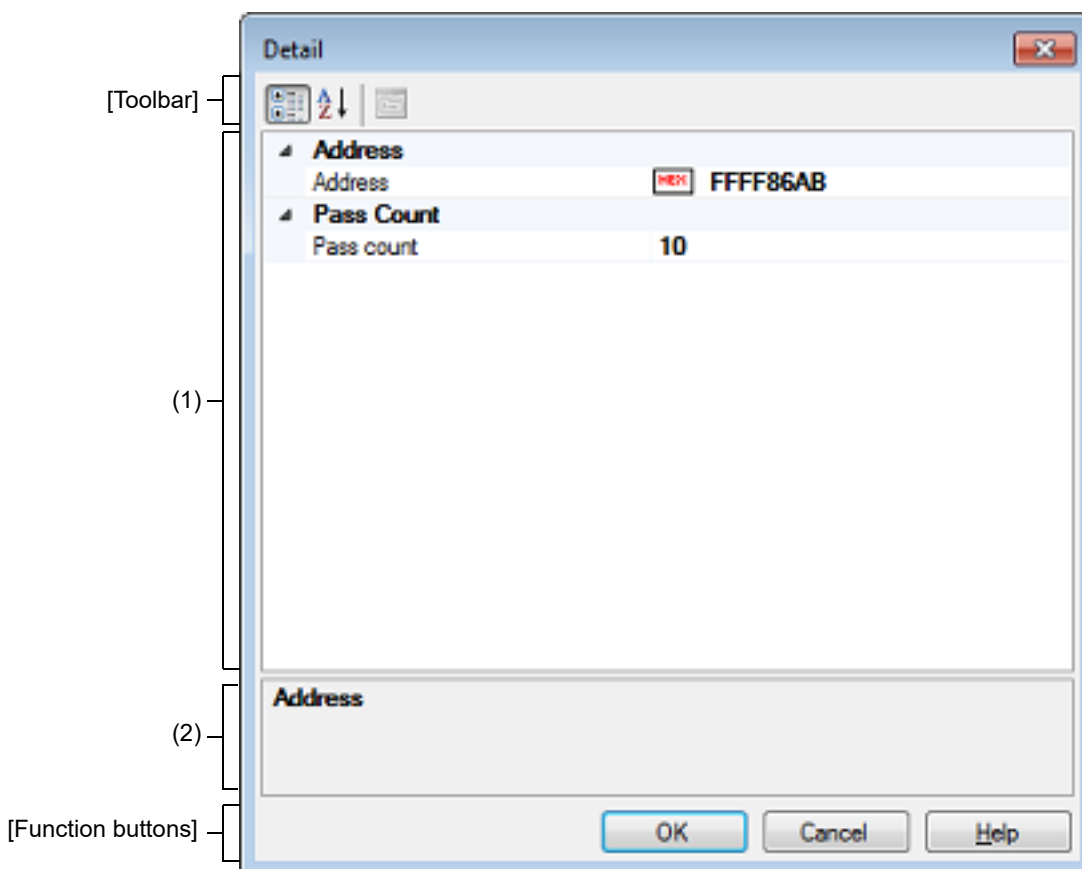 Detail
[Toolbar]
A
Z
Address
Address HEX FFFF86AB
Pass Count
Pass count 10
(1)
Address
(2)
[Function buttons]
OK Cancel Help